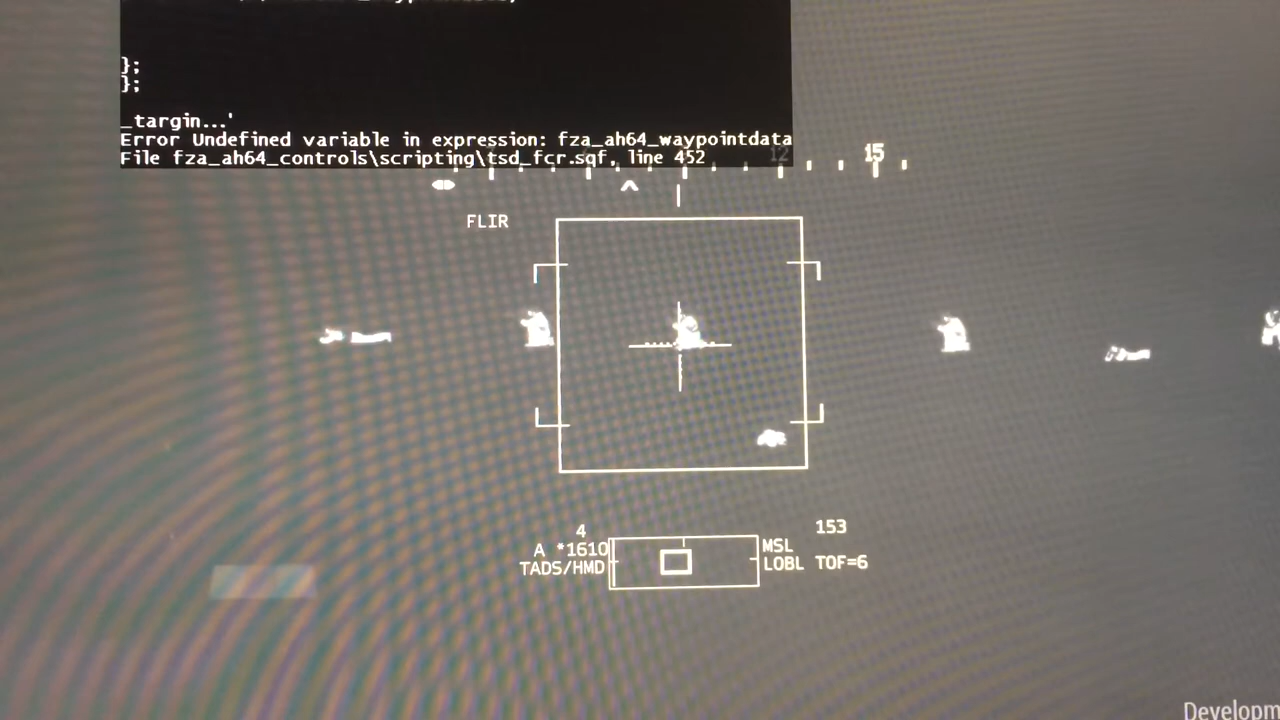 };
};
_targin...'
Error Undefined variable in expression: fza_ah64_waypointdata
File fza_ah64_controls\scripting\tsd_fcr.sqf, line 452
12 15
FLIR
4 153
A *1610 MSL
TADS/HMD LOBL TOF=6